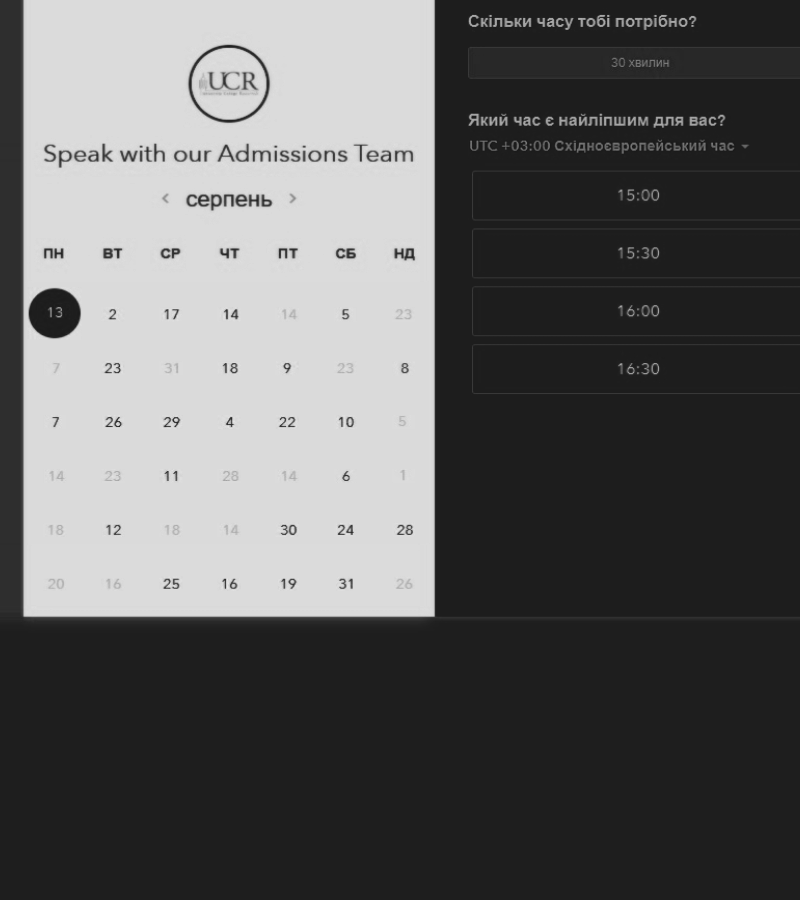 UCR
Speak with our Admissions Team
< серпень >
ПН ВТ СР ЧТ ПТ СБ НД
13 2 17 14 14 5 23
7 23 31 18 9 23 8
7 26 29 4 22 10 5
14 23 11 28 14 6 1
18 12 18 14 30 24 28
20 16 25 16 19 31 26
Скільки часу тобі потрібно?
30 хвилин
Який час є найліпшим для вас?
UTC +03:00 Східноєвропейський час
15:00
15:30
16:00
16:30